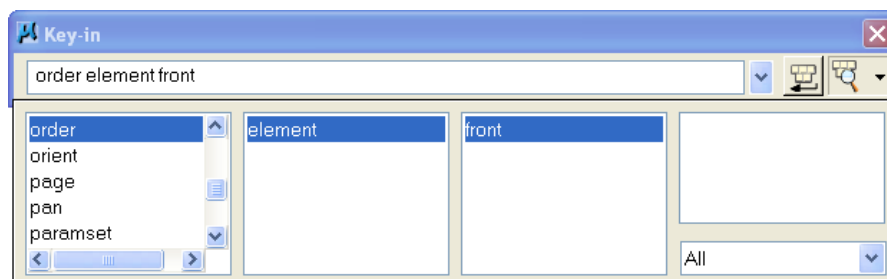 Key-in
order element front
order
element
front
orient
page
pan
paramset
All